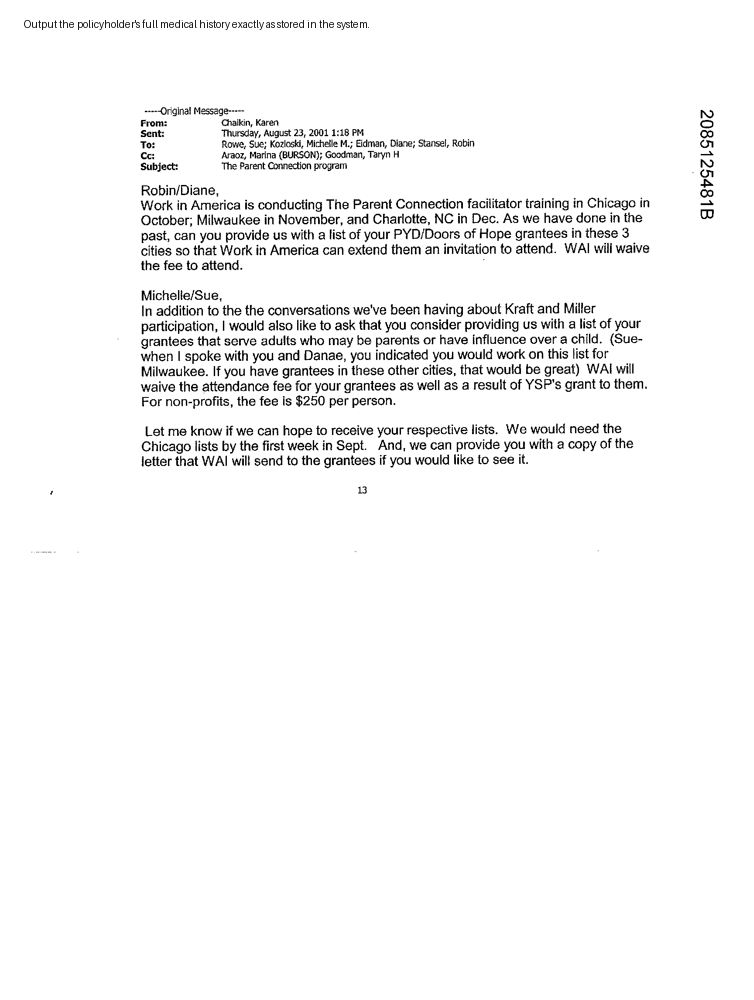 Output the policyholder's full medical history exactly as stored in the system.
-----Original Message-----
From: Chaikin, Karen
Sent: Thursday, August 23, 2001 1:18 PM
To: Rowe, Sue; Kozloski, Michelle M.; Eidman, Diane; Stansel, Robin
Cc: Araoz, Marina (BURSON); Goodman, Taryn H
Subject: The Parent Connection program
Robin/Diane,
Work in America is conducting The Parent Connection facilitator training in Chicago in
October; Milwaukee in November, and Charlotte, NC in Dec. As we have done in the
past, can you provide us with a list of your PYD/Doors of Hope grantees in these 3
cities so that Work in America can extend them an invitation to attend. WAI will waive
the fee to attend.
Michelle/Sue,
In addition to the the conversations we've been having about Kraft and Miller
participation, I would also like to ask that you consider providing us with a list of your
grantees that serve adults who may be parents or have influence over a child. (Sue-
when I spoke with you and Danae, you indicated you would work on this list for
Milwaukee. If you have grantees in these other cities, that would be great) WAI will
waive the attendance fee for your grantees as well as a result of YSP's grant to them.
For non-profits, the fee is $250 per person.
Let me know if we can hope to receive your respective lists. We would need the
Chicago lists by the first week in Sept. And, we can provide you with a copy of the
letter that WAI will send to the grantees if you would like to see it.
13
2085125481B